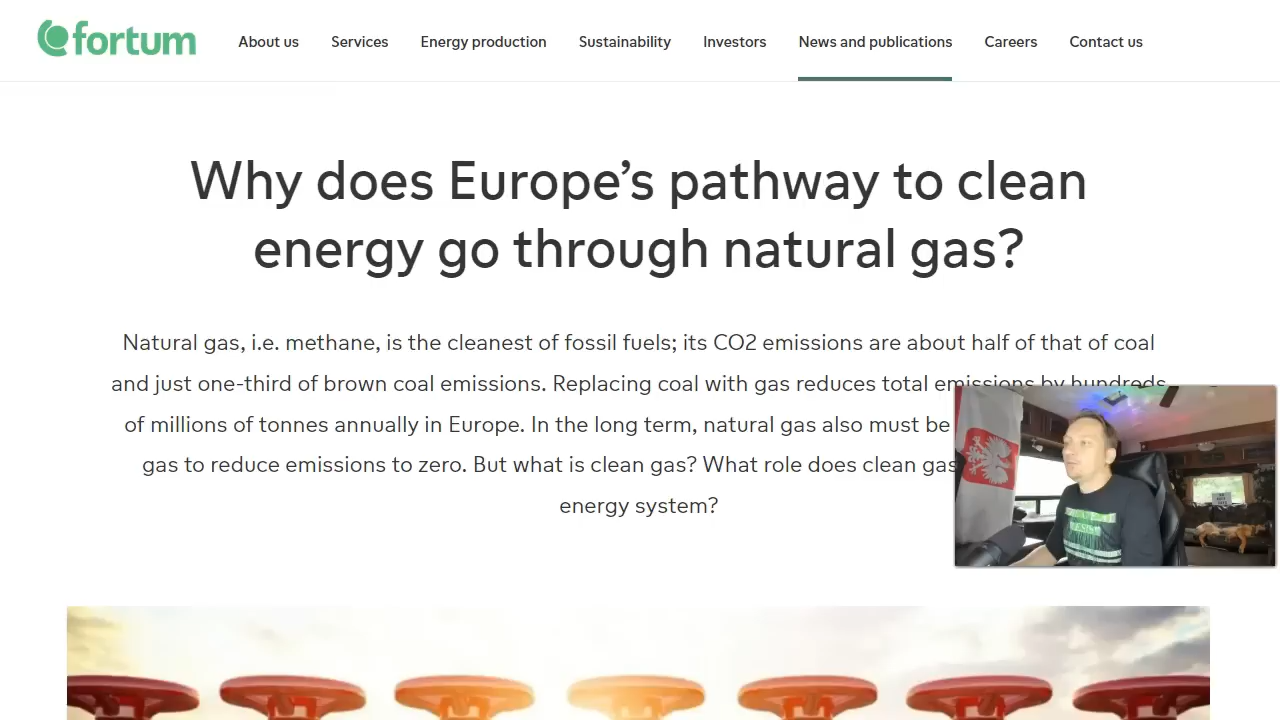 fortum
About us Services Energy production Sustainability Investors News and publications Careers Contact us
Why does Europe’s pathway to clean
energy go through natural gas?
Natural gas, i.e. methane, is the cleanest of fossil fuels; its CO2 emissions are about half of that of coal
and just one-third of brown coal emissions. Replacing coal with gas reduces total emissions by hundreds
of millions of tonnes annually in Europe. In the long term, natural gas also must be
gas to reduce emissions to zero. But what is clean gas? What role does clean gas
energy system?